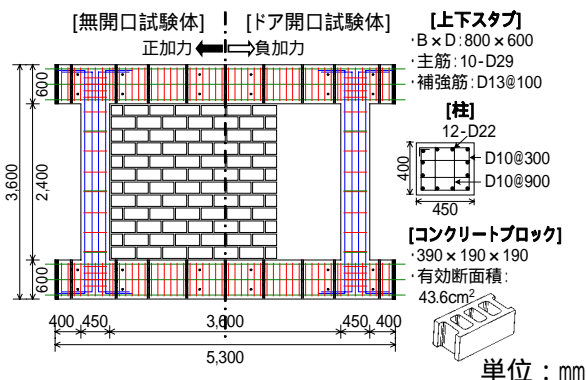 [無開口試験体]
[ドア開口試験体]
正加力
負加力
600
3,600
2,400
600
400
450
3,600
450
400
5,300
[上下スタブ]
・B×D:800×600
・主筋:10-D29
・補強筋:D13@100
[柱]
12-D22
400
D10@300
D10@900
450
[コンクリートブロック]
・390×190×190
・有効断面積:
43.6cm²
単位：mm